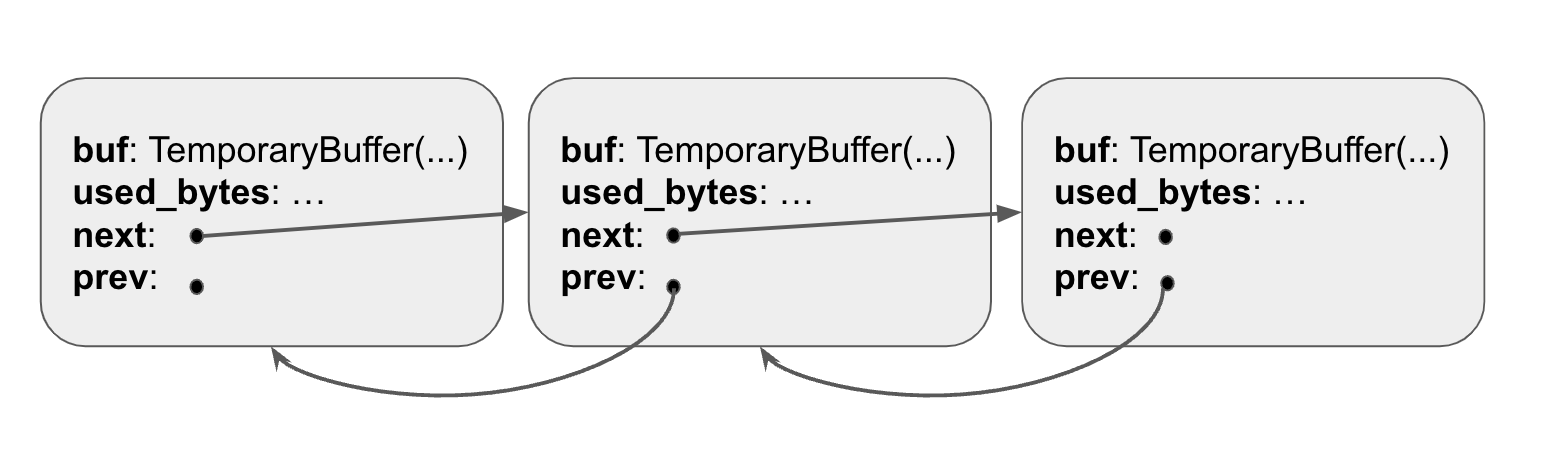 buf: TemporaryBuffer(...)
used_bytes: …
next:
prev:
buf: TemporaryBuffer(...)
used_bytes: …
next:
prev:
buf: TemporaryBuffer(...)
used_bytes: …
next:
prev: